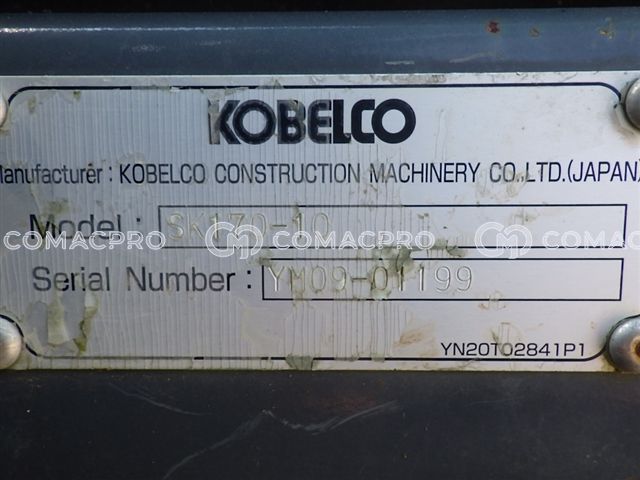 KOBELCO
Manufacturer : KOBELCO CONSTRUCTION MACHINERY CO.,LTD.(JAPAN)
Model : SK170-10
COMACPRO COMACPRO COMACPRO
Serial Number : YM09-01199
YN20T02841P1